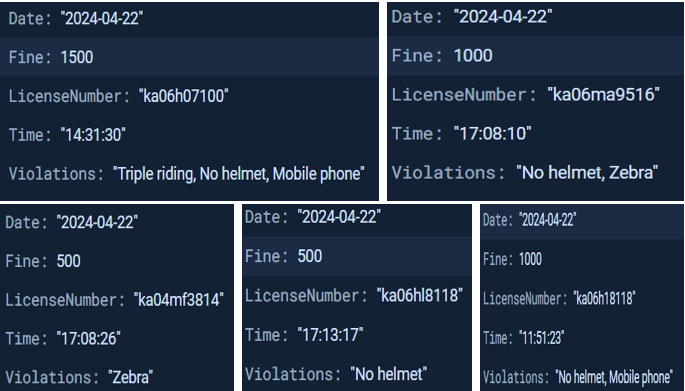 Date: "2024-04-22"
Fine: 1500
LicenseNumber: "ka06h07100"
Time: "14:31:30"
Violations: "Triple riding, No helmet, Mobile phone"
Date: "2024-04-22"
Fine: 1000
LicenseNumber: "ka06ma9516"
Time: "17:08:10"
Violations: "No helmet, Zebra"
Date: "2024-04-22"
Fine: 500
LicenseNumber: "ka04mf3814"
Time: "17:08:26"
Violations: "Zebra"
Date: "2024-04-22"
Fine: 500
LicenseNumber: "ka06hl8118"
Time: "17:13:17"
Violations: "No helmet"
Date: "2024-04-22"
Fine: 1000
LicenseNumber: "ka06h18118"
Time: "11:51:23"
Violations: "No helmet, Mobile phone"